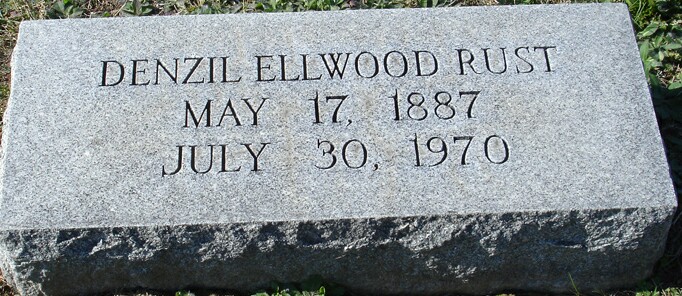 DENZIL ELLWOOD RUST
MAY 17, 1887
JULY 30, 1970